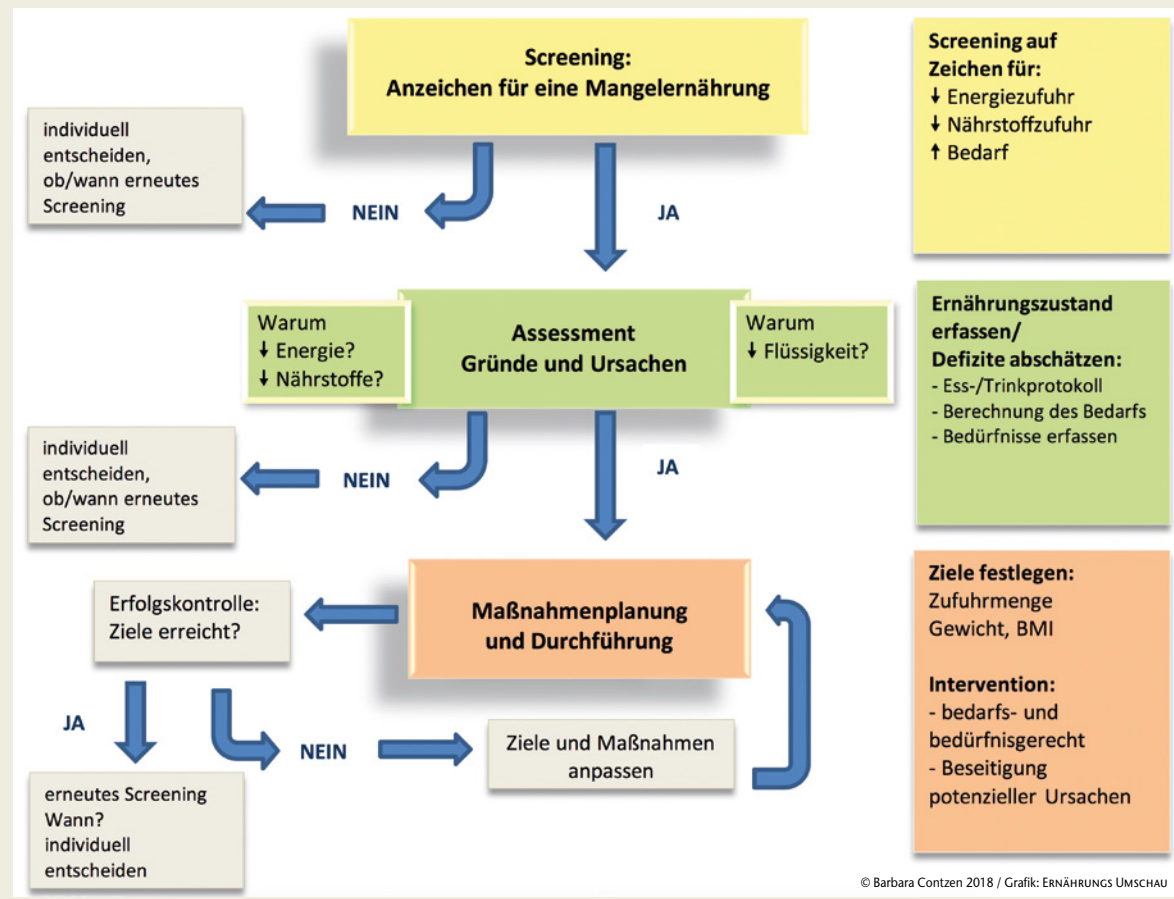 Screening:
Anzeichen für eine Mangelernährung
Screening auf
Zeichen für:
↓ Energiezufuhr
↓ Nährstoffzufuhr
↑ Bedarf
individuell
entscheiden,
ob/wann erneutes
Screening
NEIN
JA
Warum
↓ Energie?
↓ Nährstoffe?
Assessment
Gründe und Ursachen
Warum
↓ Flüssigkeit?
Ernährungszustand
erfassen/
Defizite abschätzen:
- Ess-/Trinkprotokoll
- Berechnung des Bedarfs
- Bedürfnisse erfassen
individuell
entscheiden,
ob/wann erneutes
Screening
NEIN
JA
Erfolgskontrolle:
Ziele erreicht?
Maßnahmenplanung
und Durchführung
Ziele festlegen:
Zufuhrmenge
Gewicht, BMI
Intervention:
- bedarfs- und
bedürfnisgerecht
- Beseitigung
potenzieller Ursachen
JA
NEIN
Ziele und Maßnahmen
anpassen
erneutes Screening
Wann?
individuell
entscheiden
© Barbara Contzen 2018 / Grafik: ERNÄHRUNGS UMSCHAU